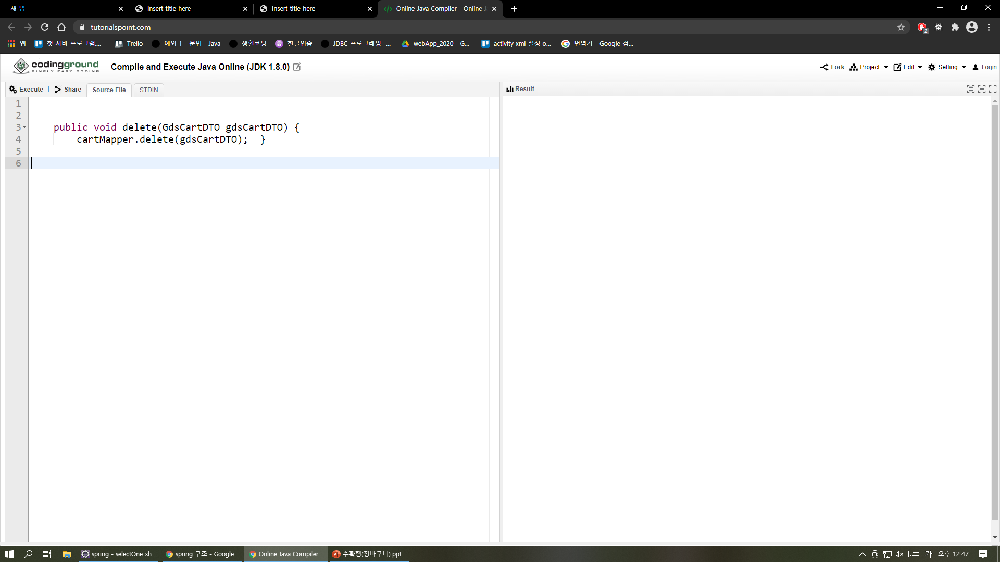 새 탭
Insert title here
Insert title here
Online Java Compiler - Online J
tutorialspoint.com
2
앱
첫 자바 프로그램....
Trello
예외 1 - 문법 - Java
생활코딩
한글입숨
JDBC 프로그래밍 -...
webApp_2020 - G...
activity xml 설정 o...
번역기 - Google 검...
codingground
SIMPLY EASY CODING
Compile and Execute Java Online (JDK 1.8.0)
Fork
Project
Edit
Setting
Login
Execute | Share
Source File
STDIN
Result
1
2
3 public void delete(GdsCartDTO gdsCartDTO) {
4 cartMapper.delete(gdsCartDTO); }
5
6
spring - selectOne_sh...
spring 구조 - Google...
Online Java Compiler...
수확행(장바구니).ppt...
가
오후 12:47